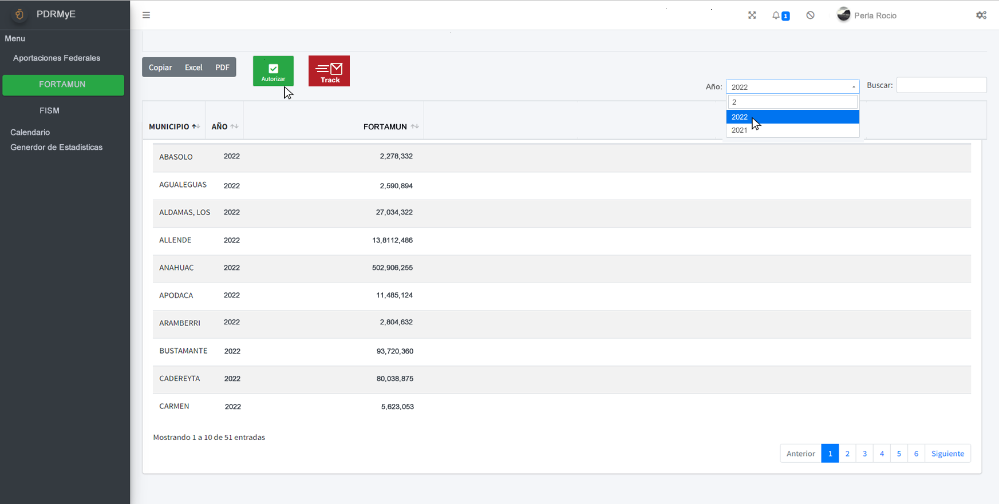 PDRMyE
1
Perla Rocio
Menu
Aportaciones Federales
FORTAMUN
FISM
Calendario
Generdor de Estadisticas
Copiar Excel PDF
Autorizar
Track
Año: 2022
Buscar:
2
2022
2021
MUNICIPIO AÑO FORTAMUN
ABASOLO 2022 2,278,332
AGUALEGUAS 2022 2,590,894
ALDAMAS, LOS 2022 27,034,322
ALLENDE 2022 13,8112,486
ANAHUAC 2022 502,906,255
APODACA 2022 11,485,124
ARAMBERRI 2022 2,804,632
BUSTAMANTE 2022 93,720,360
CADEREYTA 2022 80,038,875
CARMEN 2022 5,623,053
Mostrando 1 a 10 de 51 entradas
Anterior 1 2 3 4 5 6 Siguiente